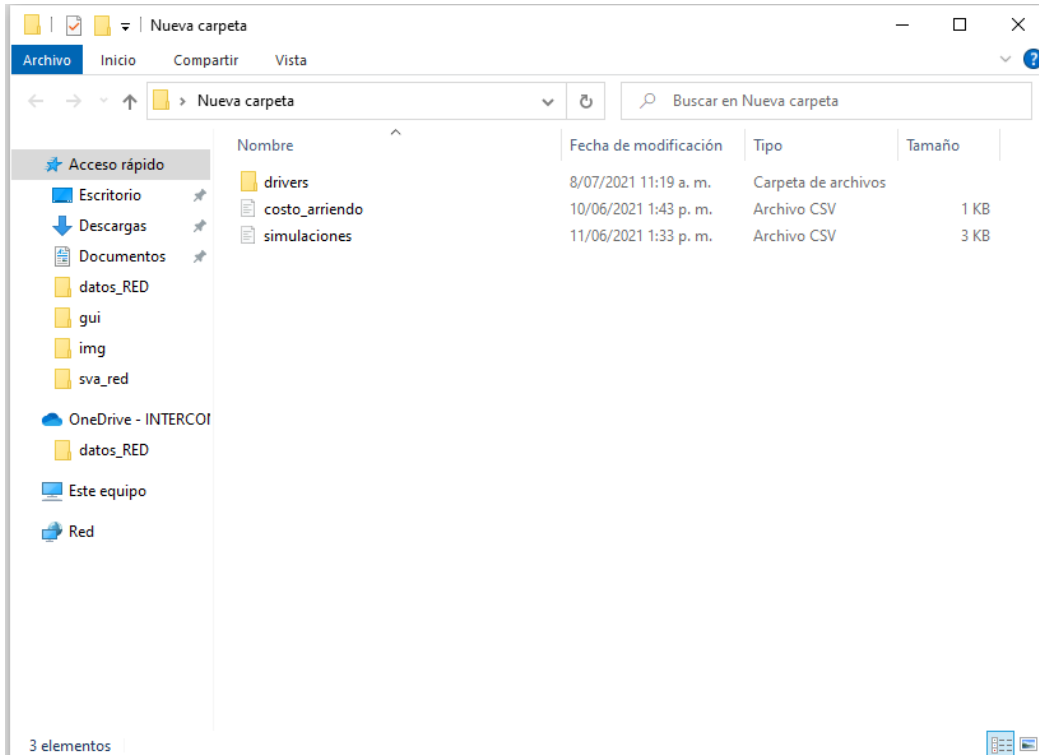 Nueva carpeta
Archivo Inicio Compartir Vista ?
Nueva carpeta Buscar en Nueva carpeta
Nombre Fecha de modificación Tipo Tamaño
Acceso rápido
Escritorio
Descargas
Documentos
datos_RED
gui
img
sva_red
OneDrive - INTERCO
datos_RED
Este equipo
Red
drivers 8/07/2021 11:19 a. m. Carpeta de archivos
costo_arriendo 10/06/2021 1:43 p. m. Archivo CSV 1 KB
simulaciones 11/06/2021 1:33 p. m. Archivo CSV 3 KB
3 elementos